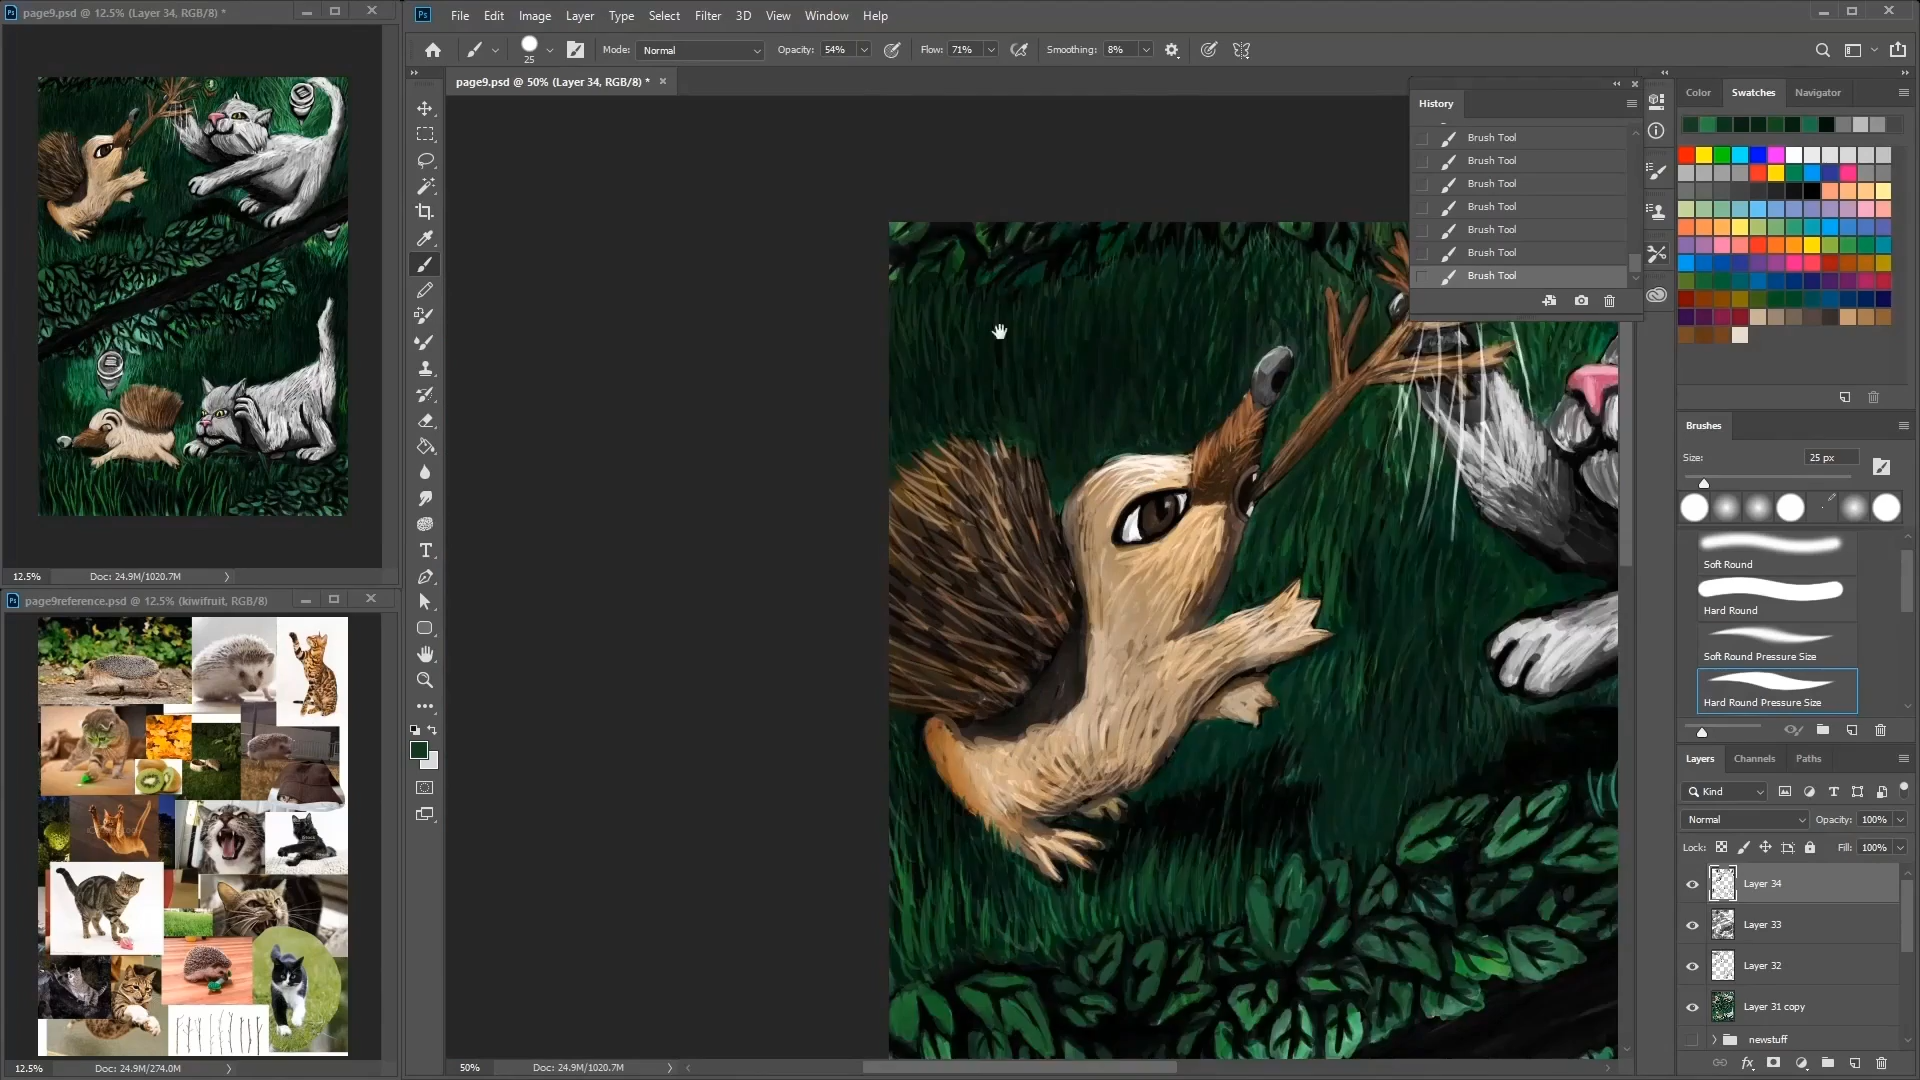 page9.psd @ 12.5% (Layer 34, RGB/8) *
12.5%
Doc: 24.9M/1020.7M
page9reference.psd @ 12.5% (kiwifruit, RGB/8)
12.5%
Doc: 24.9M/274.0M
Ps
File Edit Image Layer Type Select Filter 3D View Window Help
25
Mode: Normal
Opacity: 54%
Flow: 71%
Smoothing: 8%
page9.psd @ 50% (Layer 34, RGB/8) *
History
Brush Tool
Brush Tool
Brush Tool
Brush Tool
Brush Tool
Brush Tool
Brush Tool
50%
Doc: 24.9M/1020.7M
Color Swatches Navigator
Brushes
Size: 25 px
Soft Round
Hard Round
Soft Round Pressure Size
Hard Round Pressure Size
Layers Channels Paths
Kind
Normal
Opacity: 100%
Lock:
Fill: 100%
Layer 34
Layer 33
Layer 32
Layer 31 copy
newstuff